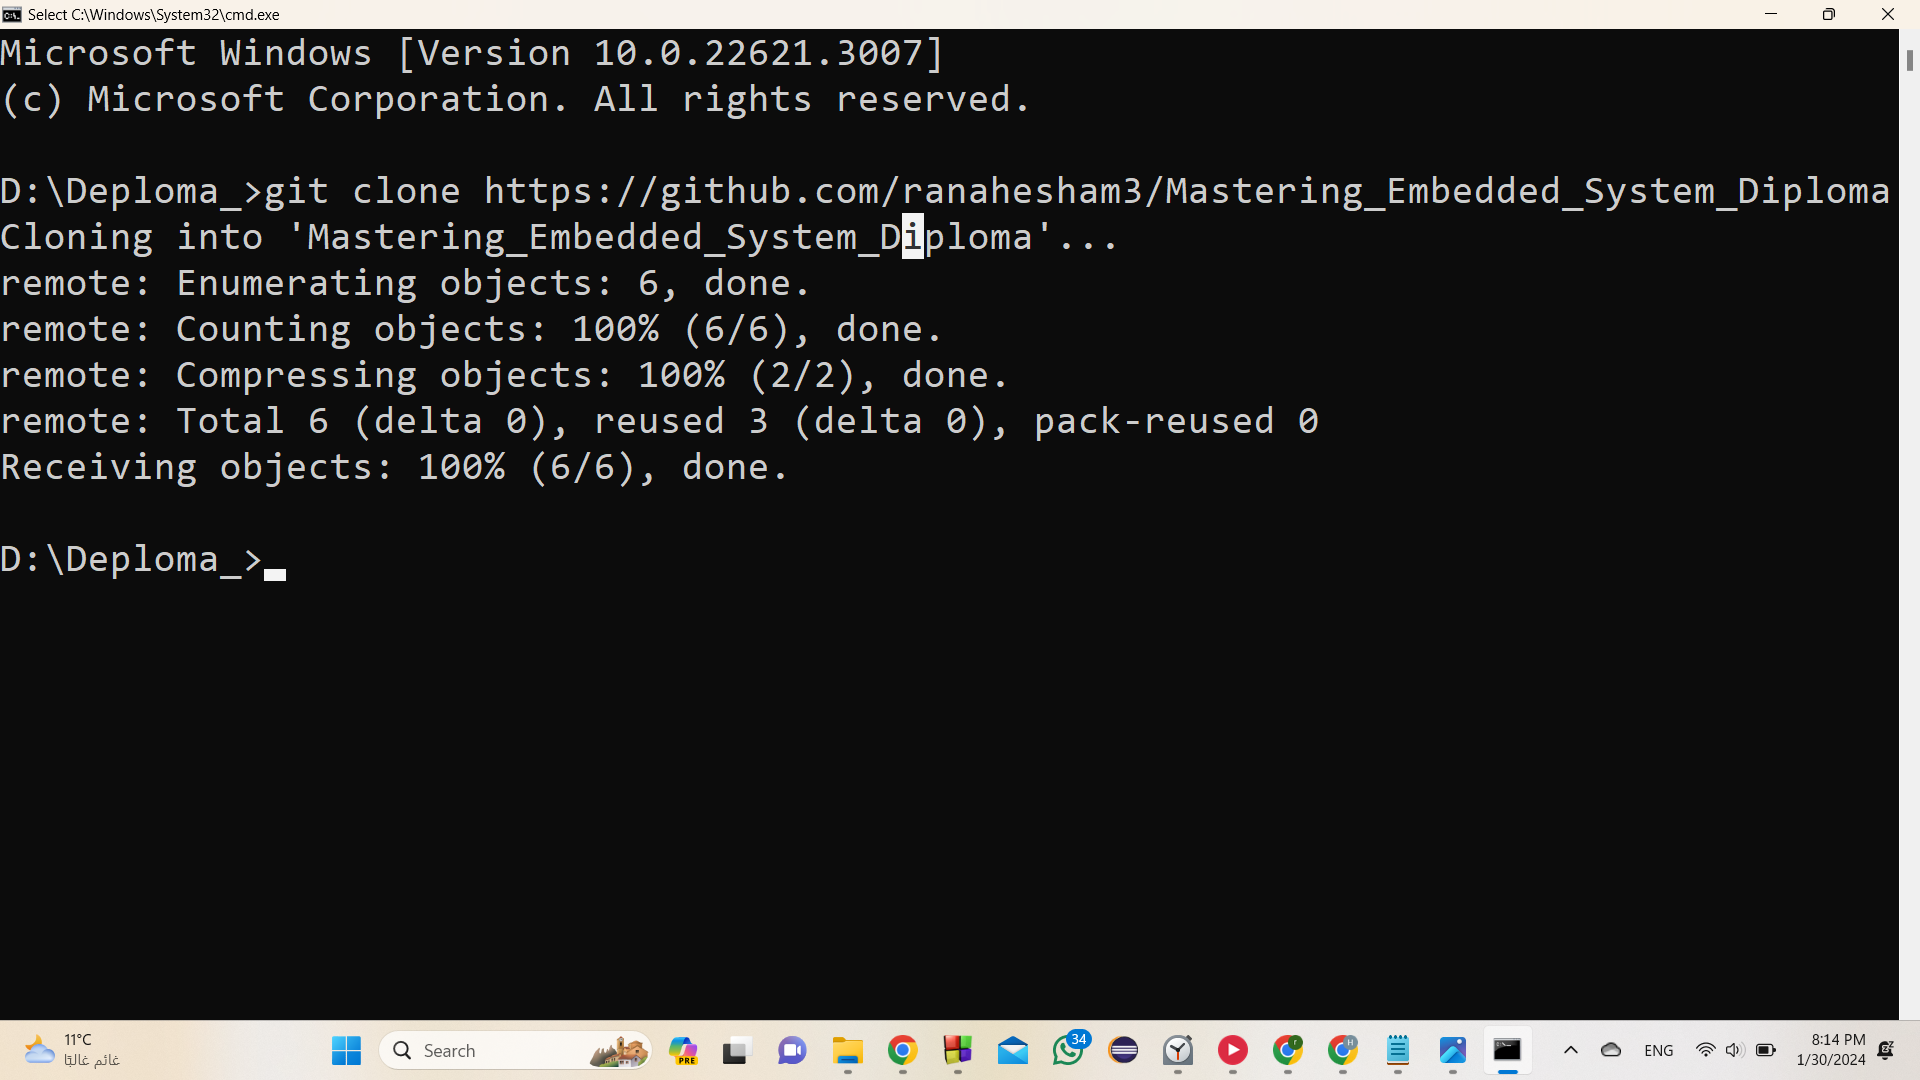 Select C:\Windows\System32\cmd.exe
Microsoft Windows [Version 10.0.22621.3007]
(c) Microsoft Corporation. All rights reserved.
D:\Deploma_>git clone https://github.com/ranahesham3/Mastering_Embedded_System_Diploma
Cloning into 'Mastering_Embedded_System_Diploma'...
remote: Enumerating objects: 6, done.
remote: Counting objects: 100% (6/6), done.
remote: Compressing objects: 100% (2/2), done.
remote: Total 6 (delta 0), reused 3 (delta 0), pack-reused 0
Receiving objects: 100% (6/6), done.
D:\Deploma_>
11°C
غائم غالبًا
Search
PRE
34
r
H
ENG
8:14 PM
1/30/2024